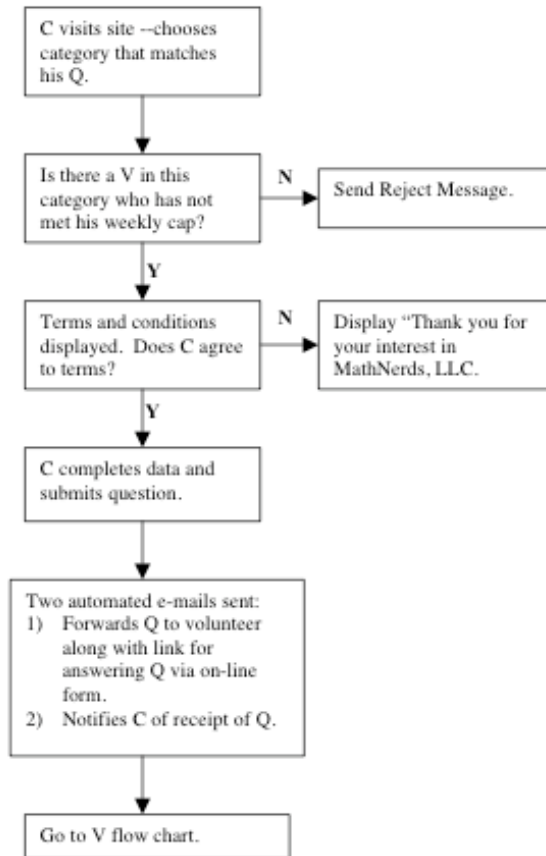 C visits site --chooses
category that matches
his Q.
Is there a V in this
category who has not
met his weekly cap?
N
Send Reject Message.
Y
Terms and conditions
displayed. Does C agree
to terms?
N
Display “Thank you for
your interest in
MathNerds, LLC.
Y
C completes data and
submits question.
Two automated e-mails sent:
1) Forwards Q to volunteer
along with link for
answering Q via on-line
form.
2) Notifies C of receipt of Q.
Go to V flow chart.